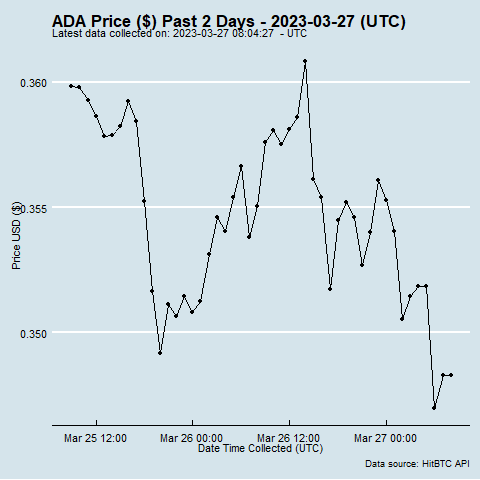 ADA Price ($) Past 2 Days - 2023-03-27 (UTC)
Latest data collected on: 2023-03-27 08:04:27 - UTC
0.360
0.355
0.350
Price USD ($)
Mar 25 12:00
Mar 26 00:00
Mar 26 12:00
Mar 27 00:00
Date Time Collected (UTC)
Data source: HitBTC API